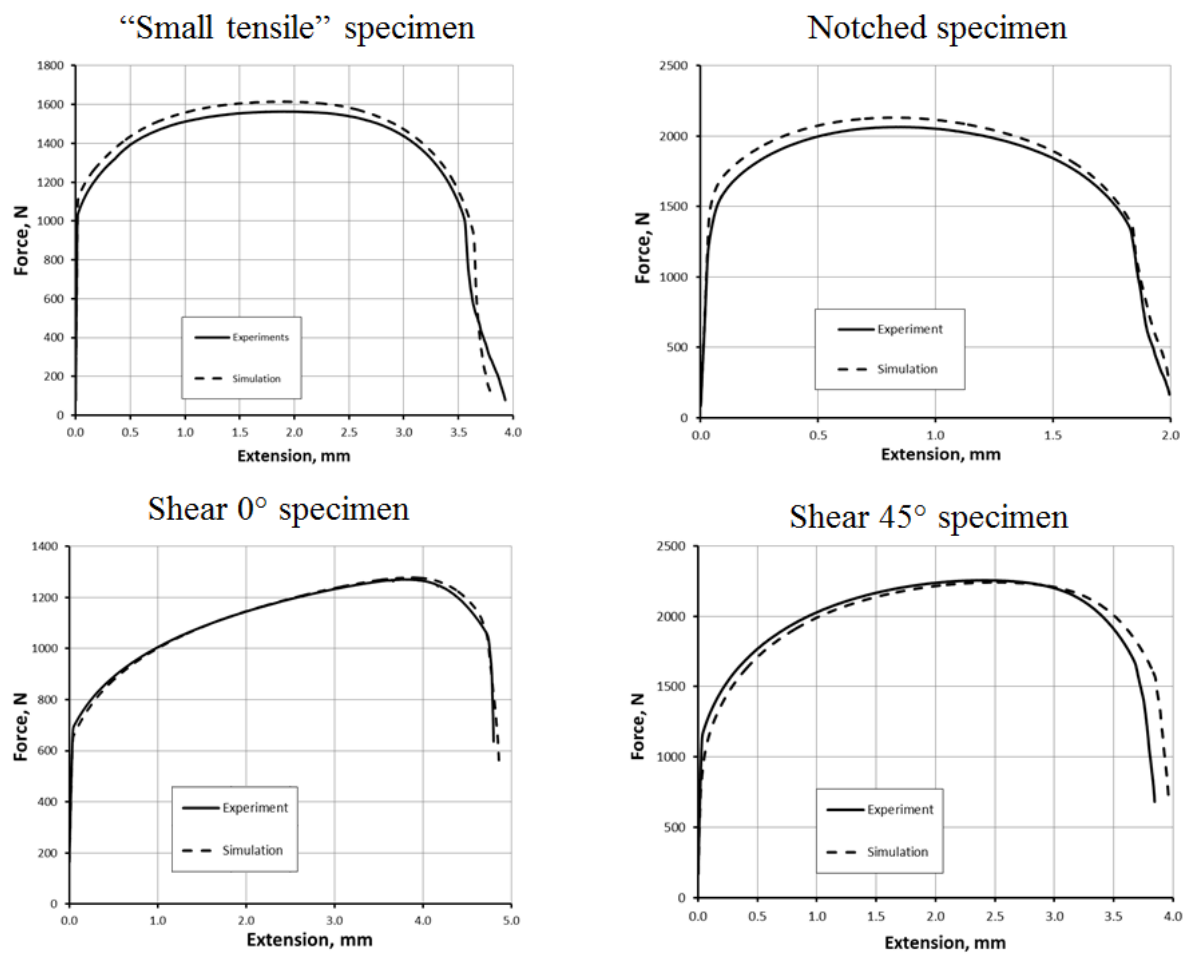 “Small tensile” specimen
1800
1600
1400
1200
1000
800
600
400
200
0
Force, N
Experiments
Simulation
0.0 0.5 1.0 1.5 2.0 2.5 3.0 3.5 4.0
Extension, mm
Notched specimen
2500
2000
1500
1000
500
0
Force, N
Experiment
Simulation
0.0 0.5 1.0 1.5 2.0
Extension, mm
Shear 0° specimen
1400
1200
1000
800
600
400
200
0
Force, N
Experiment
Simulation
0.0 1.0 2.0 3.0 4.0 5.0
Extension, mm
Shear 45° specimen
2500
2000
1500
1000
500
0
Force, N
Experiment
Simulation
0.0 0.5 1.0 1.5 2.0 2.5 3.0 3.5 4.0
Extension, mm